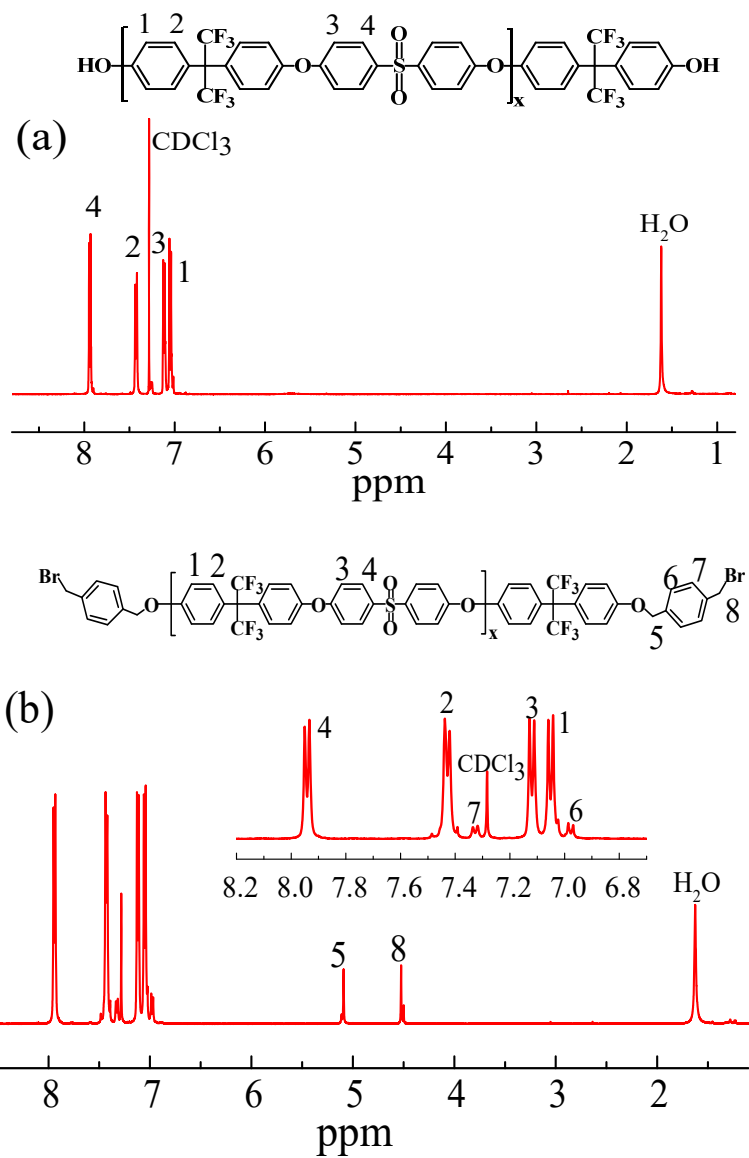 1 2 CF3 3 4 O CF3
HO S O O x OH
CF3 O CF3
(a)
CDCl3
4
2 3 1
H2O
8 7 6 5 4 3 2 1
ppm
Br 1 2 CF3 3 4 O CF3 6 7 Br
O O S O x O
CF3 O CF3 5 8
(b)
4 2 3 1
CDCl3
7 6
8.2 8.0 7.8 7.6 7.4 7.2 7.0 6.8
5 8
H2O
8 7 6 5 4 3 2
ppm